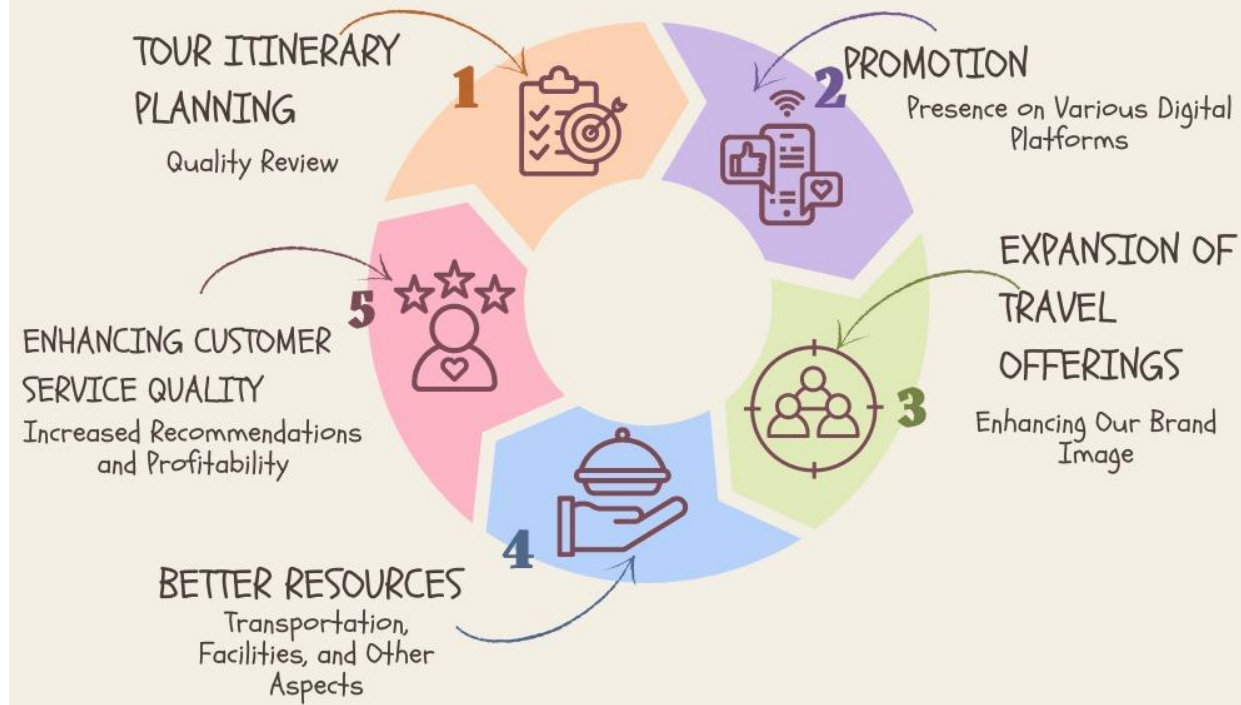 TOUR ITINERARY
PLANNING
Quality Review
1
2
PROMOTION
Presence on Various Digital
Platforms
EXPANSION OF
TRAVEL
OFFERINGS
Enhancing Our Brand
Image
3
4
BETTER RESOURCES
Transportation,
Facilities, and Other
Aspects
5
ENHANCING CUSTOMER
SERVICE QUALITY
Increased Recommendations
and Profitability